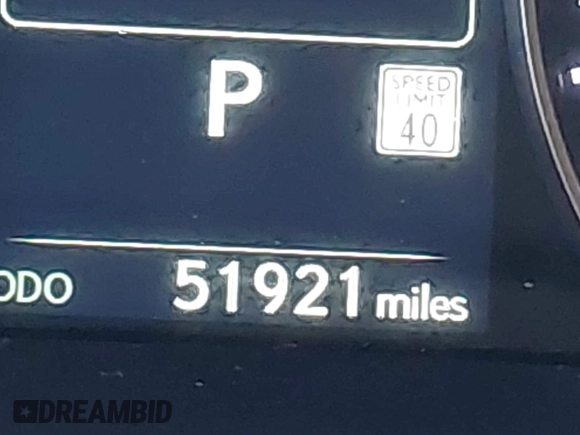 P
SPEED
LIMIT
40
ODO 51921 miles
DREAMBID